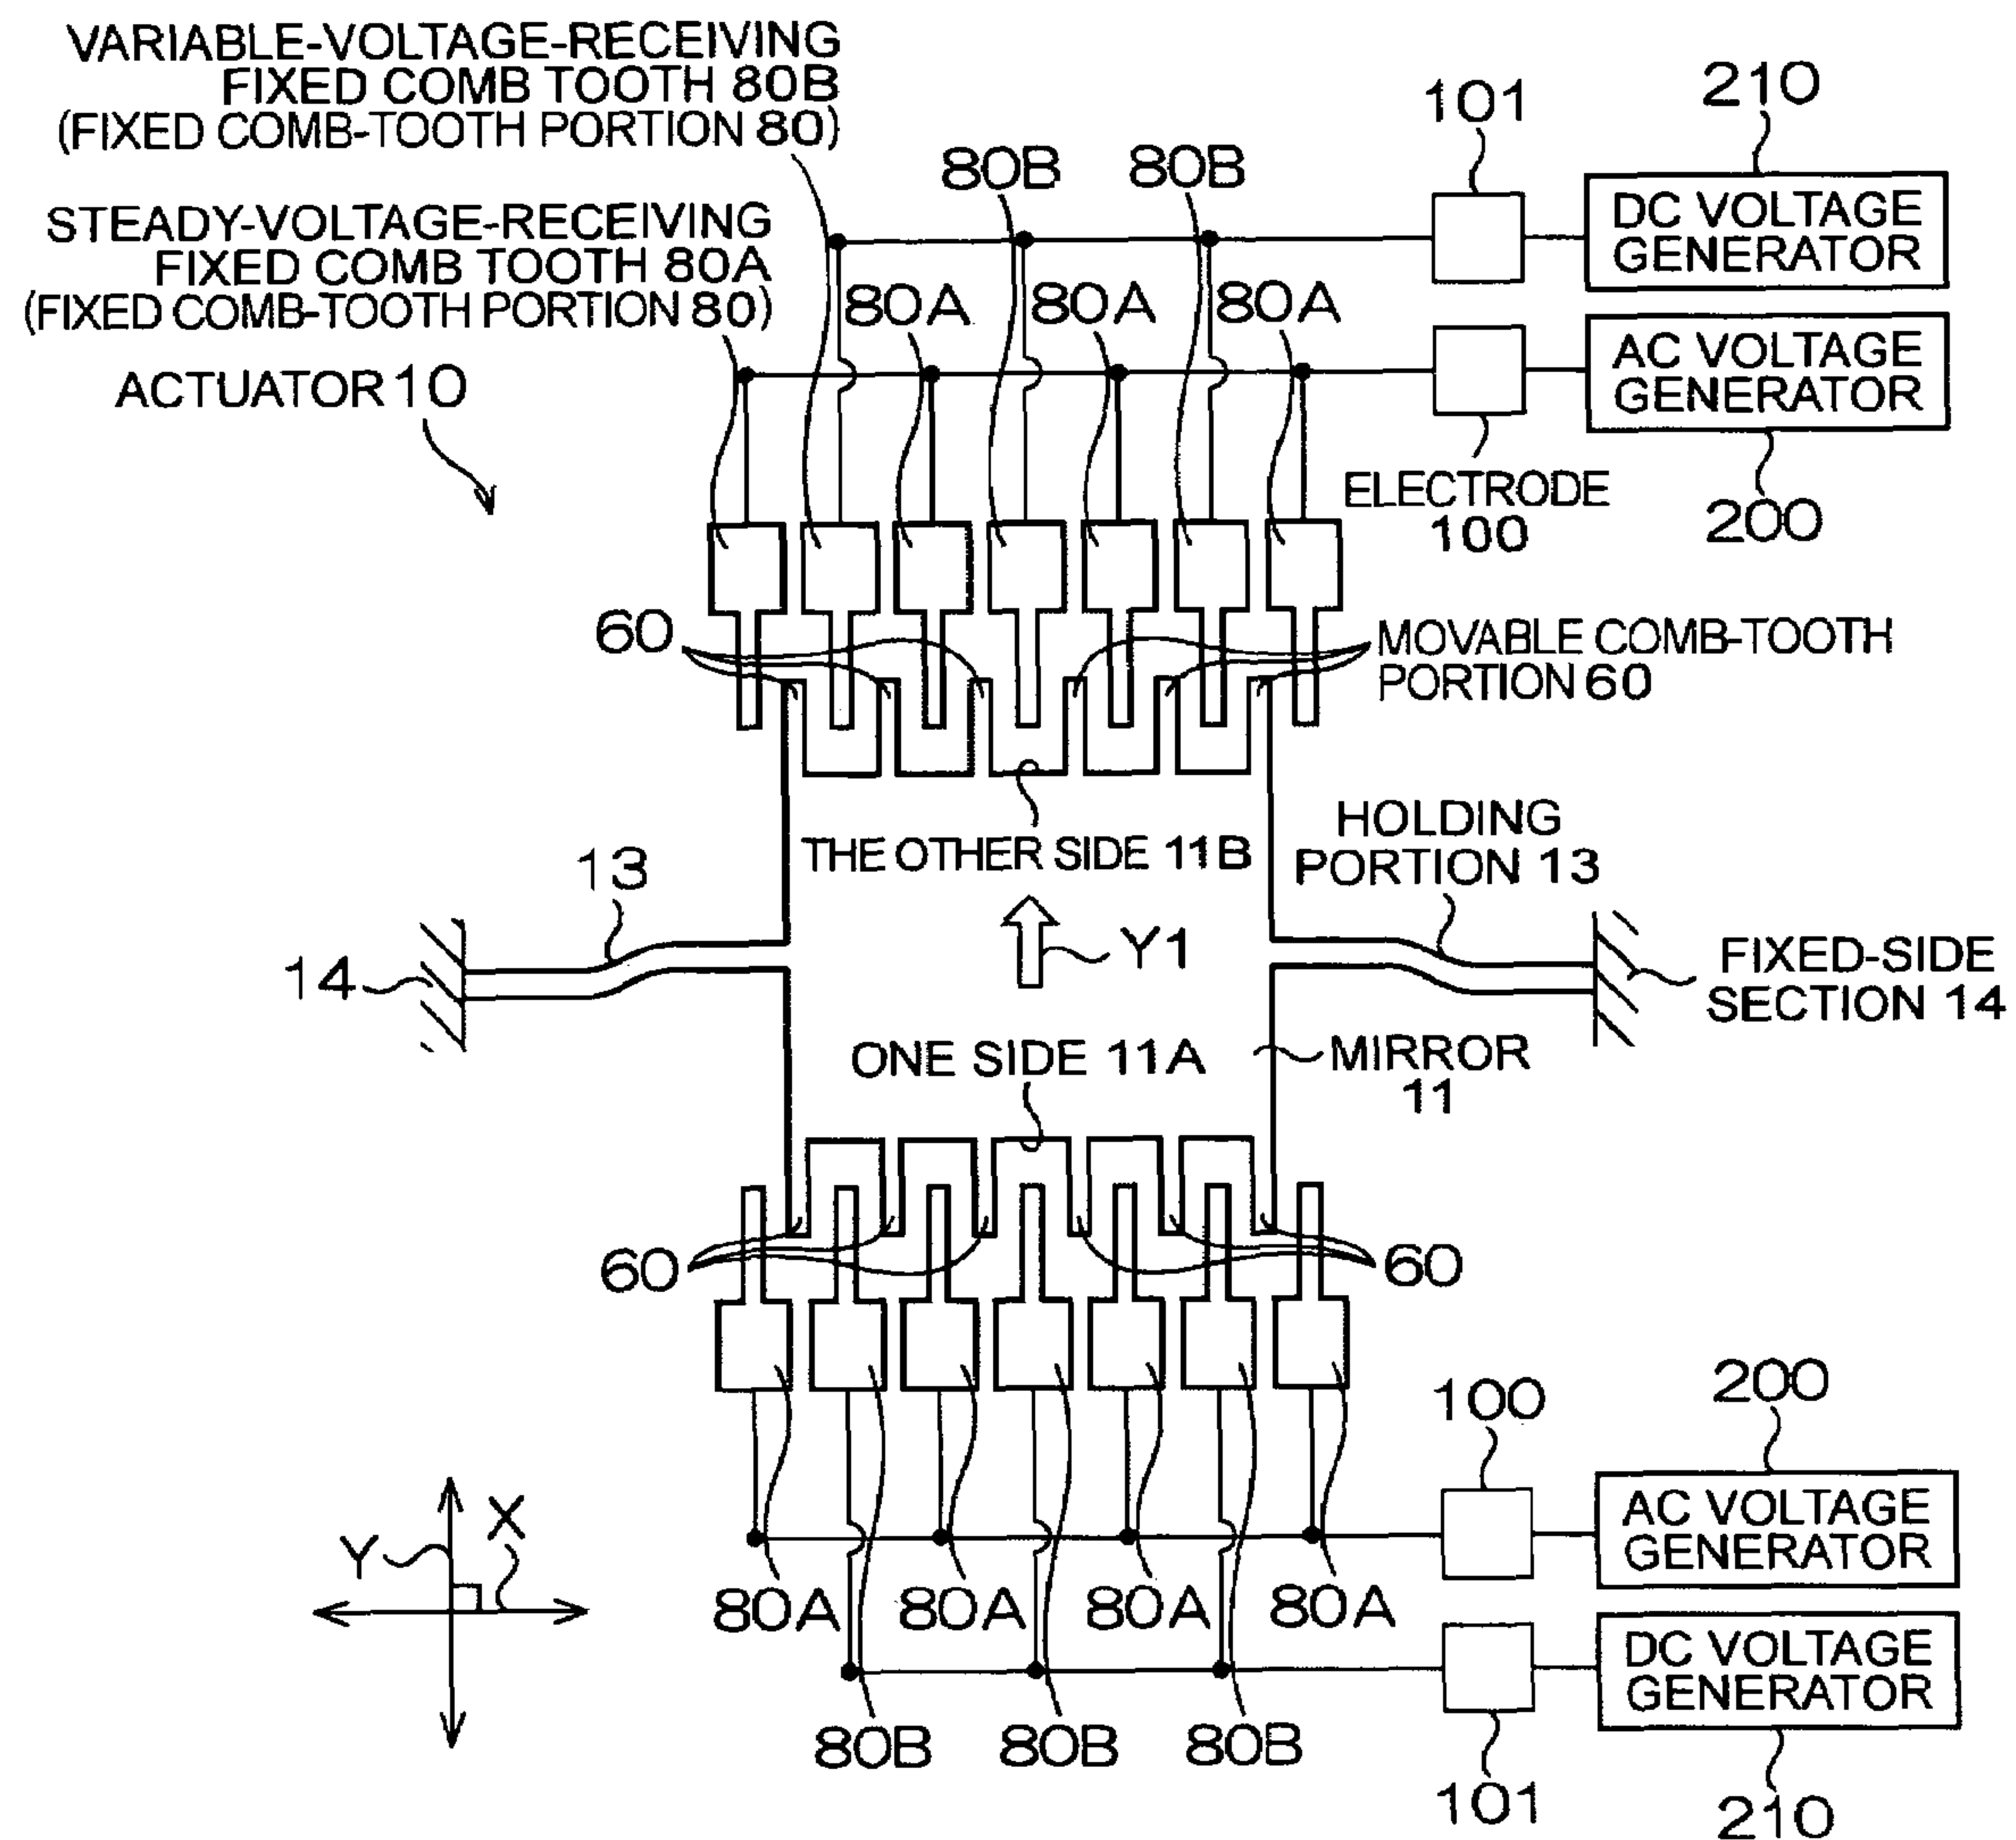 VARIABLE-VOLTAGE-RECEIVING
FIXED COMB TOOTH 80B
(FIXED COMB-TOOTH PORTION 80)
STEADY-VOLTAGE-RECEIVING
FIXED COMB TOOTH 80A
(FIXED COMB-TOOTH PORTION 80)
ACTUATOR 10
80B
80B
80A
80A
80A
101
210
DC VOLTAGE
GENERATOR
AC VOLTAGE
GENERATOR
ELECTRODE
100
200
60
MOVABLE COMB-TOOTH
PORTION 60
THE OTHER SIDE 11B
HOLDING
PORTION 13
13
Y1
14
FIXED-SIDE
SECTION 14
ONE SIDE 11A
MIRROR
11
60
60
100
200
AC VOLTAGE
GENERATOR
Y
X
80A
80A
80A
80A
DC VOLTAGE
GENERATOR
80B
80B
80B
101
210